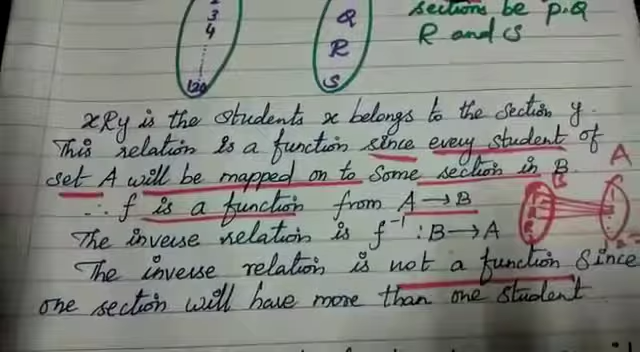 3
4
120
Q
R
S
sections be P,Q
R and S
xRy is the students x belongs to the section y.
This relation is a function since every student of
set A will be mapped on to some section in B.
∴ f is a function from A → B
B
A
The inverse relation is f⁻¹ : B → A
The inverse relation is not a function since
one section will have more than one student